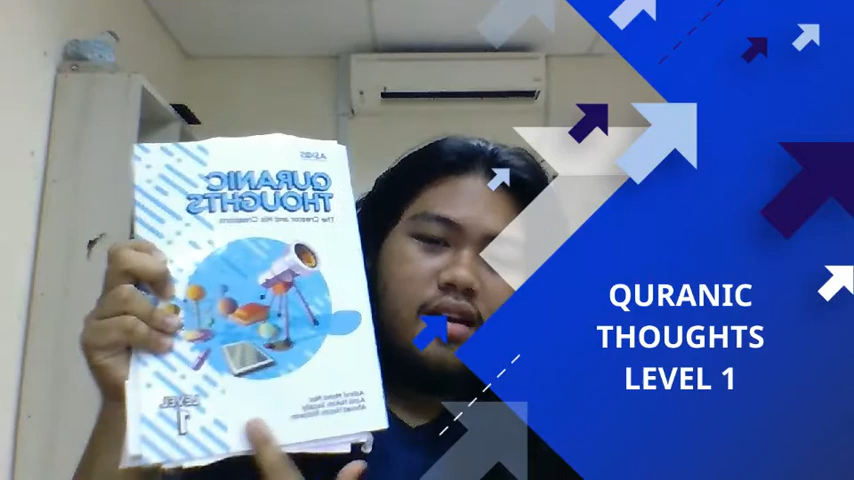 QURANIC
THOUGHTS
The Creator and His Creations
LEVEL
1
QURANIC
THOUGHTS
LEVEL 1